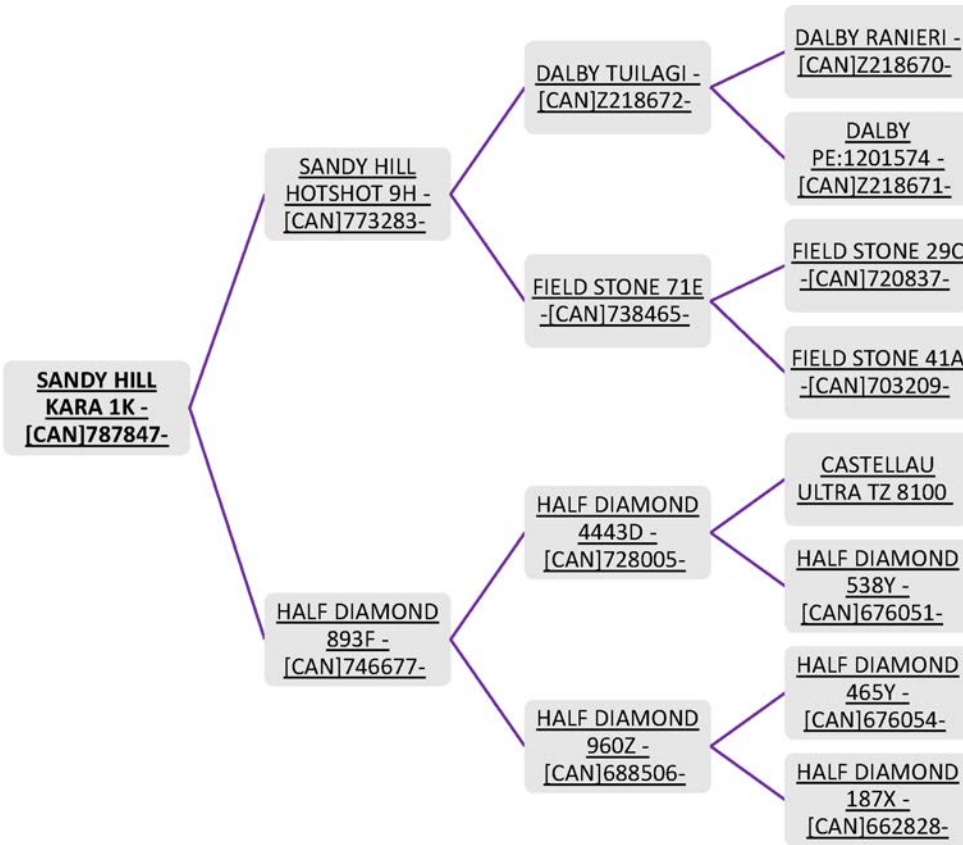 DALBY RANIERI -
[CAN]Z218670-
DALBY TUILAGI -
[CAN]Z218672-
DALBY
PE:1201574 -
[CAN]Z218671-
SANDY HILL
HOTSHOT 9H -
[CAN]773283-
FIELD STONE 29C
-[CAN]720837-
FIELD STONE 71E
-[CAN]738465-
FIELD STONE 41A
-[CAN]703209-
SANDY HILL
KARA 1K -
[CAN]787847-
CASTELLAU
ULTRA TZ 8100
HALF DIAMOND
4443D -
[CAN]728005-
HALF DIAMOND
538Y -
[CAN]676051-
HALF DIAMOND
893F -
[CAN]746677-
HALF DIAMOND
465Y -
[CAN]676054-
HALF DIAMOND
960Z -
[CAN]688506-
HALF DIAMOND
187X -
[CAN]662828-